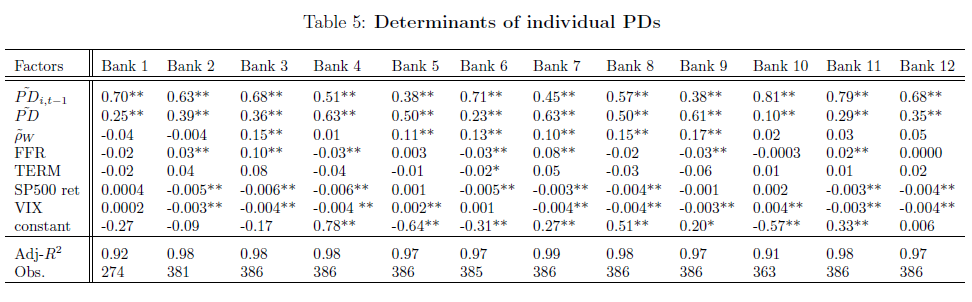 Table 5: Determinants of individual PDs
Factors Bank 1 Bank 2 Bank 3 Bank 4 Bank 5 Bank 6 Bank 7 Bank 8 Bank 9 Bank 10 Bank 11 Bank 12
P̃D_{i,t−1} 0.70** 0.63** 0.68** 0.51** 0.38** 0.71** 0.45** 0.57** 0.38** 0.81** 0.79** 0.68**
P̃D 0.25** 0.39** 0.36** 0.63** 0.50** 0.23** 0.63** 0.50** 0.61** 0.10** 0.29** 0.35**
ρ̃_W -0.04 -0.004 0.15** 0.01 0.11** 0.13** 0.10** 0.15** 0.17** 0.02 0.03 0.05
FFR -0.02 0.03** 0.10** -0.03** 0.003 -0.03** 0.08** -0.02 -0.03** -0.0003 0.02** 0.0000
TERM -0.02 0.04 0.08 -0.04 -0.01 -0.02* 0.05 -0.03 -0.06 0.01 0.01 0.02
SP500 ret 0.0004 -0.005** -0.006** -0.006** 0.001 -0.005** -0.003** -0.004** -0.001 0.002 -0.003** -0.004**
VIX 0.0002 -0.003** -0.004** -0.004 ** 0.002** 0.001 -0.004** -0.004** -0.003** 0.004** -0.003** -0.004**
constant -0.27 -0.09 -0.17 0.78** -0.64** -0.31** 0.27** 0.51** 0.20* -0.57** 0.33** 0.006
Adj-R² 0.92 0.98 0.98 0.98 0.97 0.97 0.99 0.98 0.97 0.91 0.98 0.97
Obs. 274 381 386 386 386 385 386 386 386 363 386 386